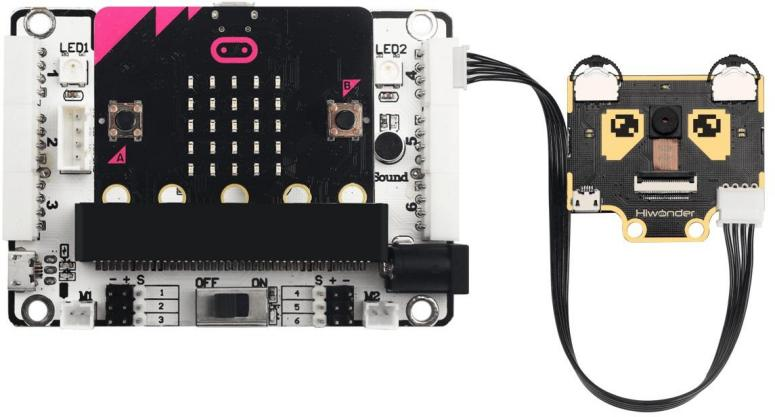 LED1
LED2
1
2
3
4
5
6
A
B
Sound
- + S
OFF
ON
S + -
1
2
3
4
5
6
M1
M2
Hiwonder